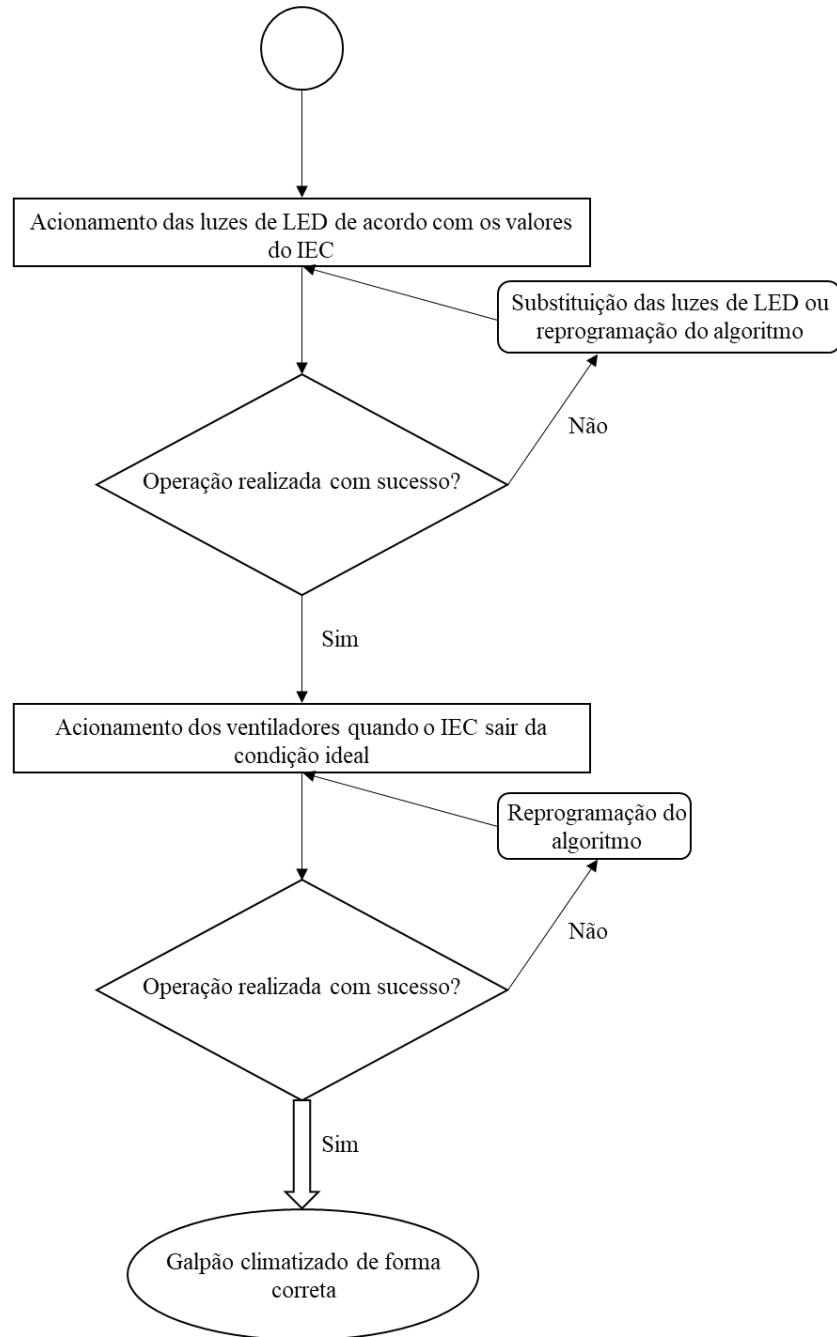 Acionamento das luzes de LED de acordo com os valores
do IEC
Substituição das luzes de LED ou
reprogramação do algoritmo
Não
Operação realizada com sucesso?
Sim
Acionamento dos ventiladores quando o IEC sair da
condição ideal
Reprogramação do
algoritmo
Não
Operação realizada com sucesso?
Sim
Galpão climatizado de forma
correta